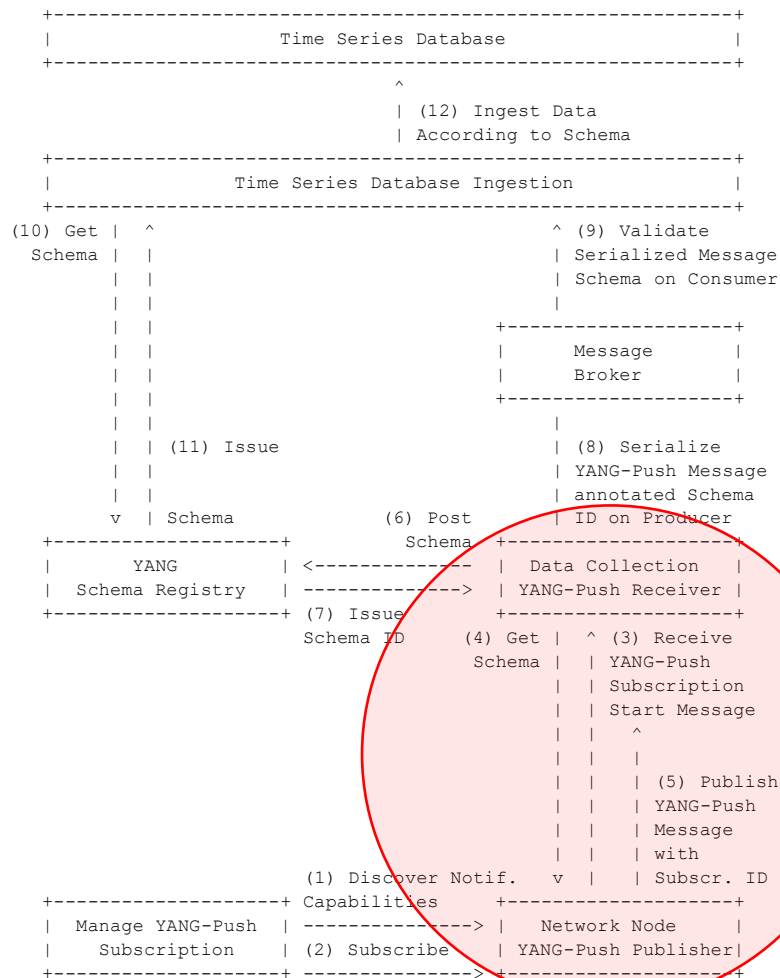 Time Series Database
(12) Ingest Data
According to Schema
Time Series Database Ingestion
(10) Get
Schema
(9) Validate
Serialized Message
Schema on Consumer
Message
Broker
(11) Issue
Schema
(8) Serialize
YANG-Push Message
annotated Schema
ID on Producer
(6) Post
Schema
YANG
Schema Registry
Data Collection
YANG-Push Receiver
(7) Issue
Schema ID
(4) Get
Schema
(3) Receive
YANG-Push
Subscription
Start Message
(5) Publish
YANG-Push
Message
with
Subscr. ID
(1) Discover Notif.
Capabilities
Manage YANG-Push
Subscription
(2) Subscribe
Network Node
YANG-Push Publisher